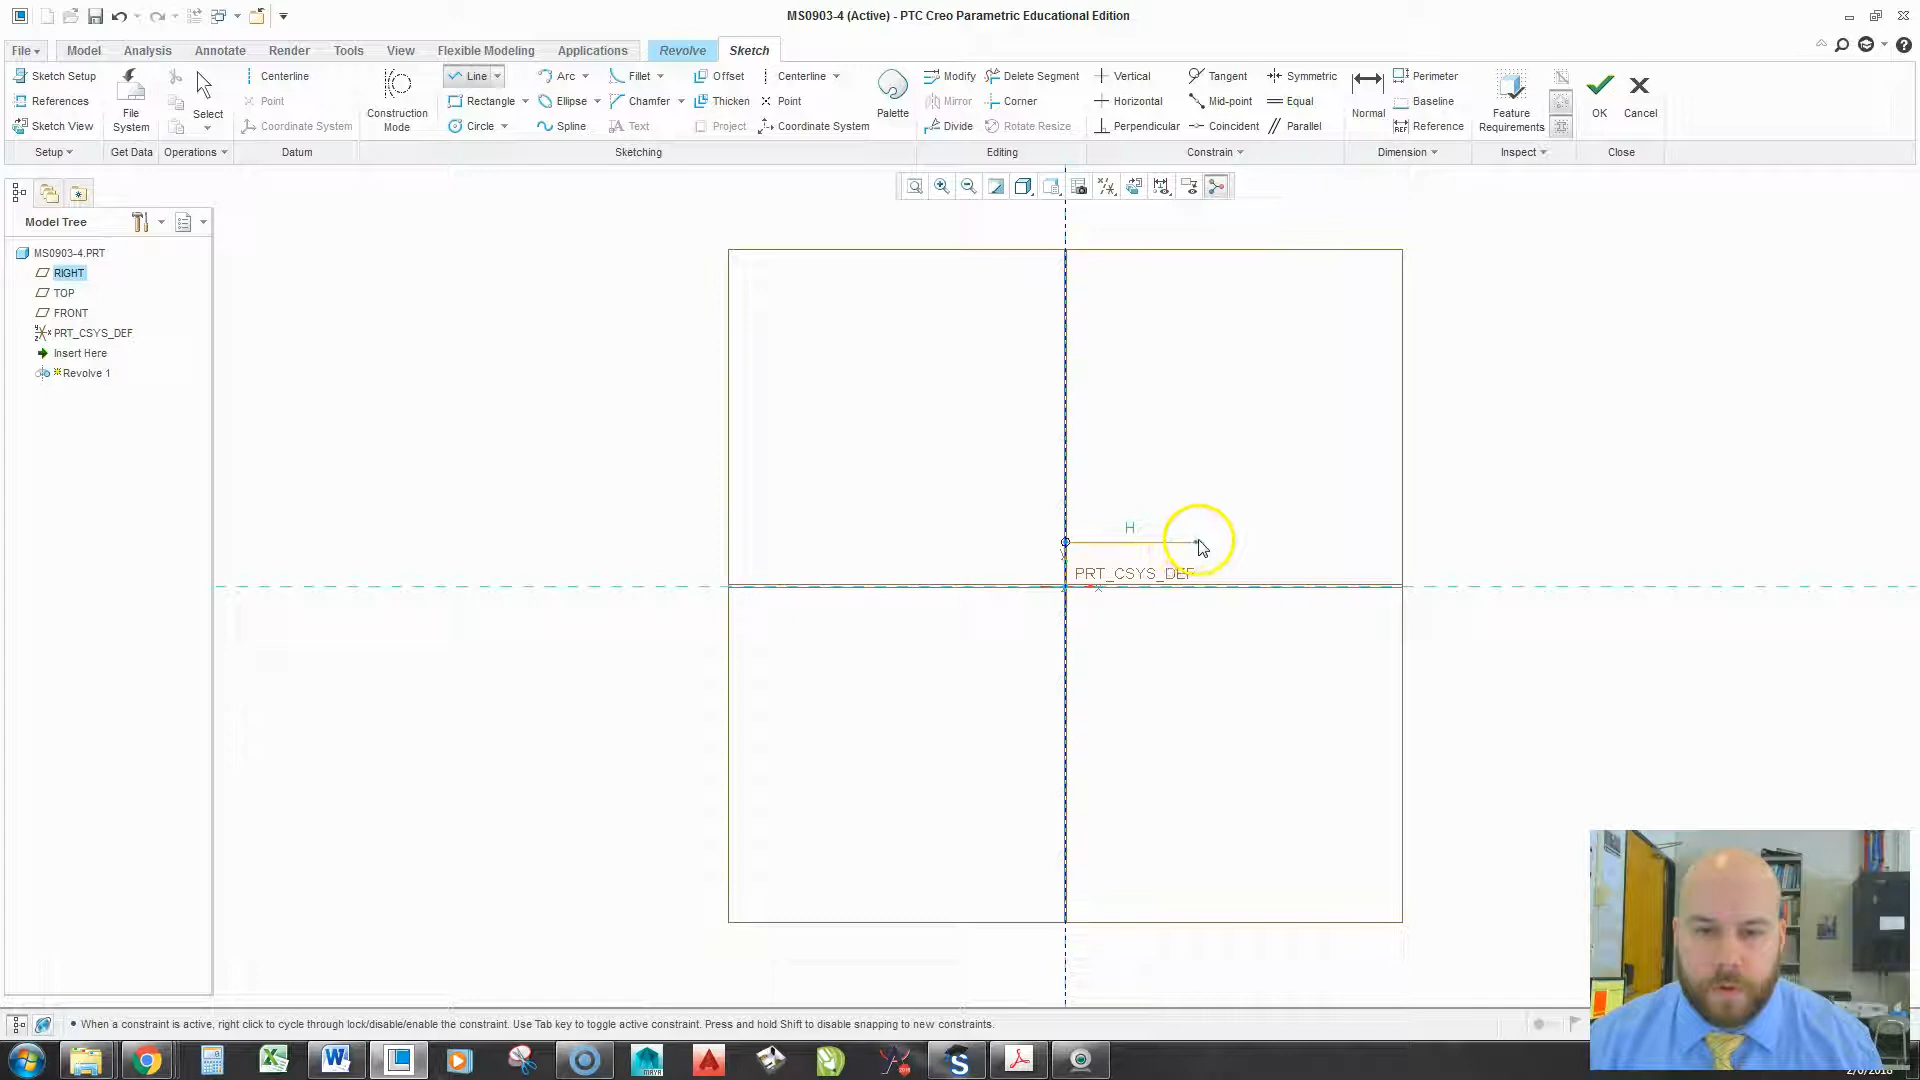 MS0903-4 (Active) - PTC Creo Parametric Educational Edition
File Model Analysis Annotate Render Tools View Flexible Modeling Applications Revolve Sketch
Sketch Setup
References
Sketch View
File System
Select
Centerline
Point
Coordinate System
Construction Mode
Line Arc Fillet Offset Centerline
Rectangle Ellipse Chamfer Thicken Point
Circle Spline Text Project Coordinate System
Palette
Modify Delete Segment
Mirror Corner
Divide Rotate Resize
Vertical Tangent Symmetric
Horizontal Mid-point Equal
Perpendicular Coincident Parallel
Normal
Perimeter
Baseline
REF Reference
Feature Requirements
OK Cancel
Setup Get Data Operations Datum Sketching Editing Constrain Dimension Inspect Close
Model Tree
MS0903-4.PRT
RIGHT
TOP
FRONT
PRT_CSYS_DEF
Insert Here
Revolve 1
H
PRT_CSYS_DEF
• When a constraint is active, right click to cycle through lock/disable/enable the constraint. Use Tab key to toggle active constraint. Press and hold Shift to disable snapping to new constraints.
MAYA